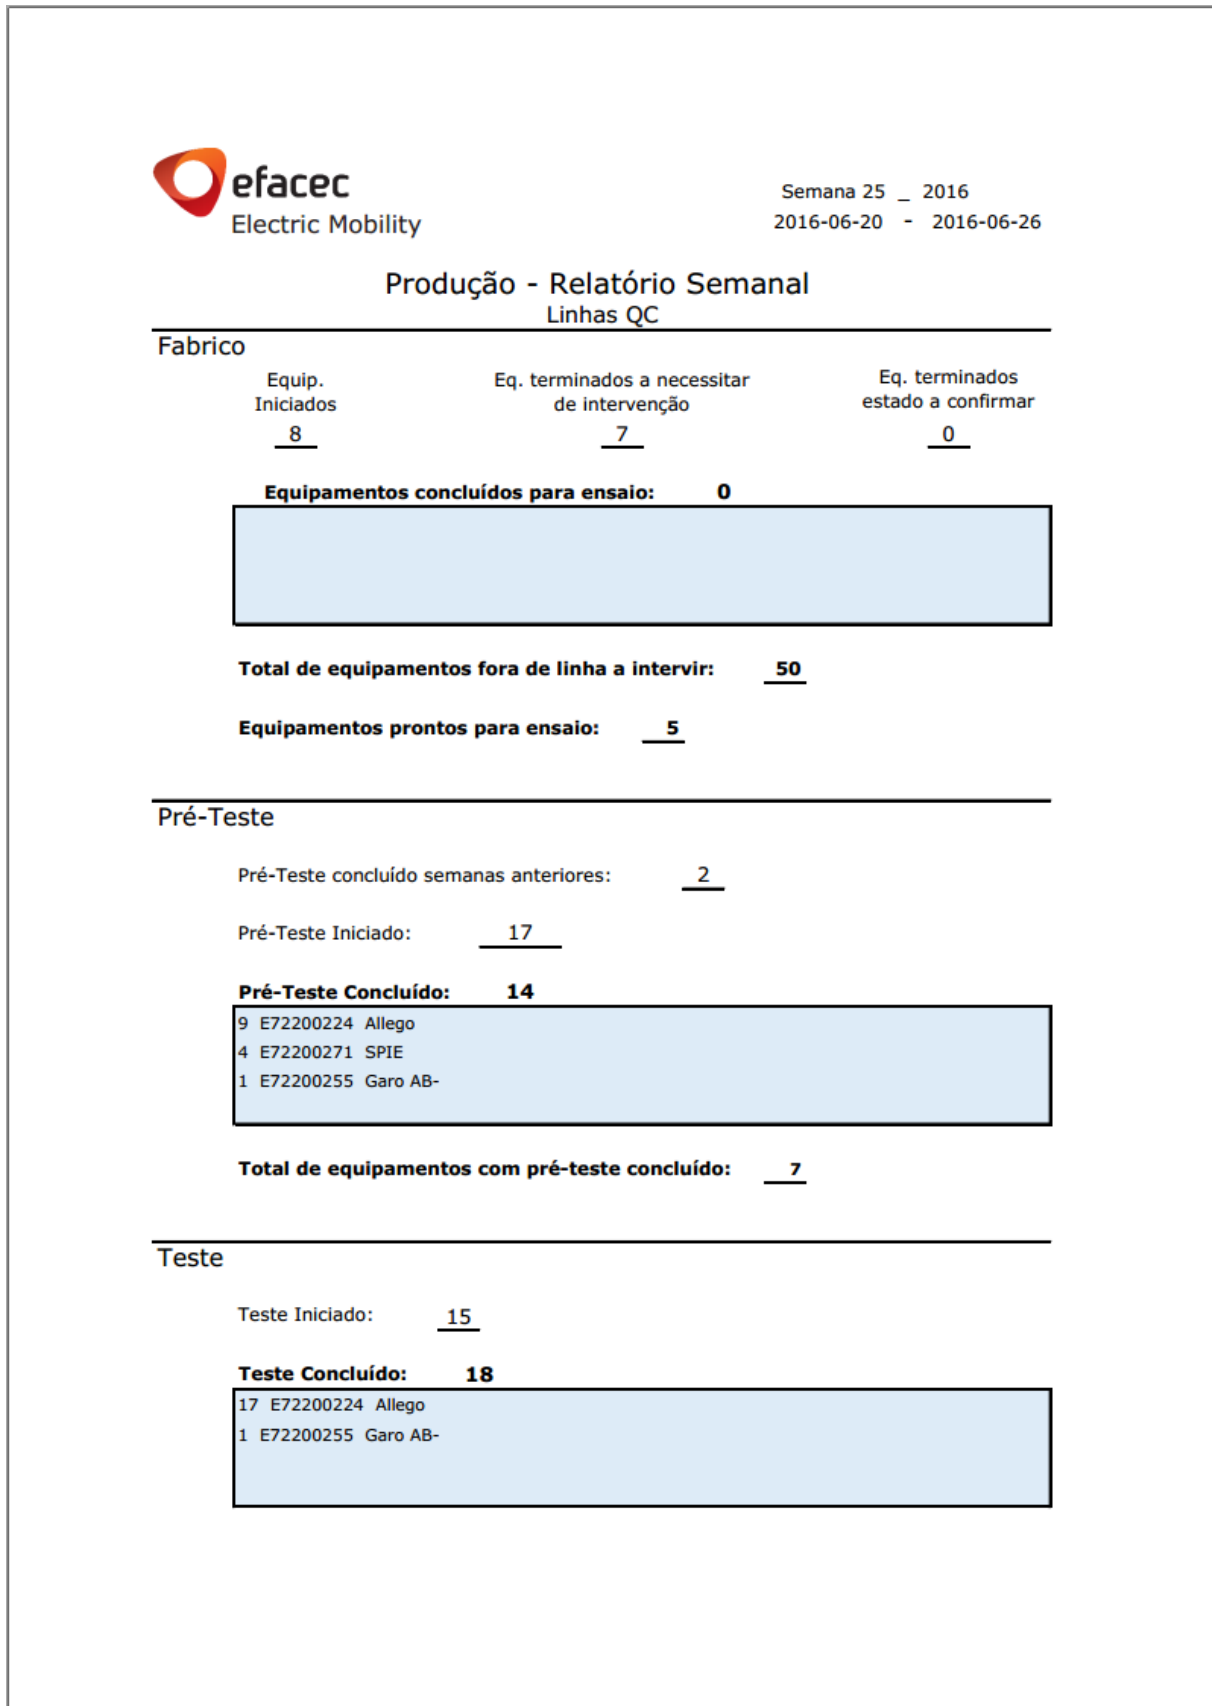 efacec
Electric Mobility
Semana 25 _ 2016
2016-06-20 - 2016-06-26
Produção - Relatório Semanal
Linhas QC
Fabrico
Equip.
Iniciados
8
Eq. terminados a necessitar
de intervenção
7
Eq. terminados
estado a confirmar
0
Equipamentos concluídos para ensaio: 0
Total de equipamentos fora de linha a intervir: 50
Equipamentos prontos para ensaio: 5
Pré-Teste
Pré-Teste concluído semanas anteriores: 2
Pré-Teste Iniciado: 17
Pré-Teste Concluído: 14
9 E72200224 Allego
4 E72200271 SPIE
1 E72200255 Garo AB-
Total de equipamentos com pré-teste concluído: 7
Teste
Teste Iniciado: 15
Teste Concluído: 18
17 E72200224 Allego
1 E72200255 Garo AB-